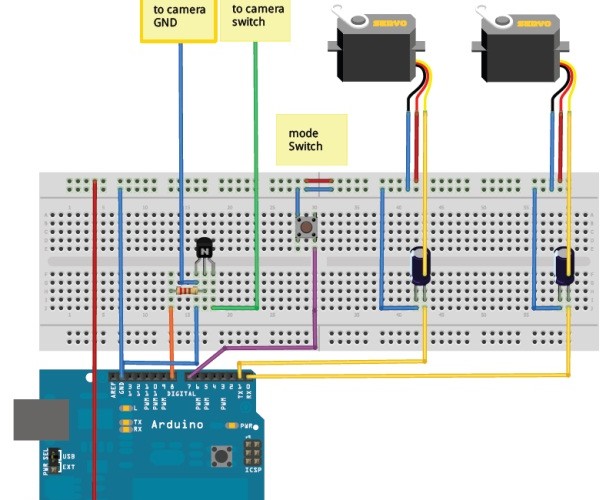 to camera
GND
to camera
switch
SERVO
SERVO
mode
Switch
N
AREF
GND
13
12
PWM 11
PWM 10
PWM 9
8
7
PWM 6
PWM 5
4
PWM 3
2
TX 1
RX 0
DIGITAL
L
TX
RX
Arduino
PWR
PWR SEL
USB
EXT
ICSP